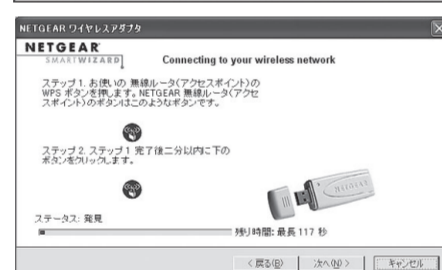 NETGEAR ワイヤレスアダプタ
NETGEAR
SMARTWIZARD
Connecting to your wireless network
ステップ 1. お使いの 無線ルータ(アクセスポイント)の
WPS ボタンを押します。NETGEAR 無線ルータ(アクセ
スポイント)のボタンはこのようなボタンです。
ステップ 2. ステップ 1 完了後二分以内に下の
ボタンをクリックします。
NETGEAR
ステータス: 発見
残り時間: 最長 117 秒
< 戻る(B)
次へ(N) >
キャンセル